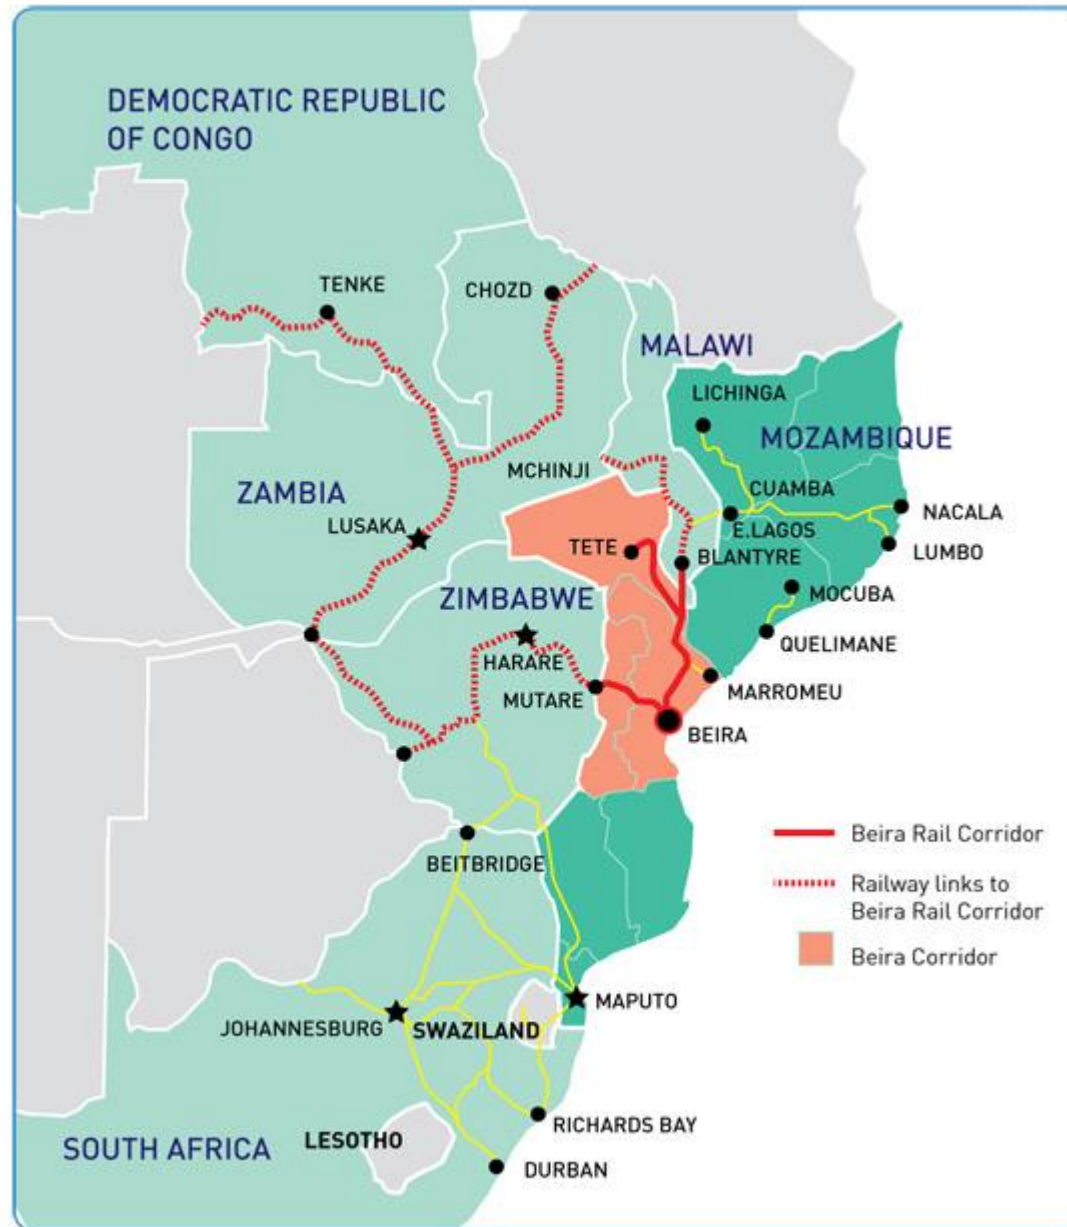 DEMOCRATIC REPUBLIC
OF CONGO
TENKE
CHOZD
MALAWI
LICHINGA
MOZAMBIQUE
MCHINJI
CUAMBA
ZAMBIA
NACALA
LUSAKA
E.LAGOS
TETE
BLANTYRE
LUMBO
ZIMBABWE
MOCUBA
HARARE
QUELIMANE
MUTARE
MARROMEU
BEIRA
Beira Rail Corridor
BEITBRIDGE
Railway links to
Beira Rail Corridor
Beira Corridor
MAPUTO
JOHANNESBURG
SWAZILAND
RICHARDS BAY
LESOTHO
SOUTH AFRICA
DURBAN